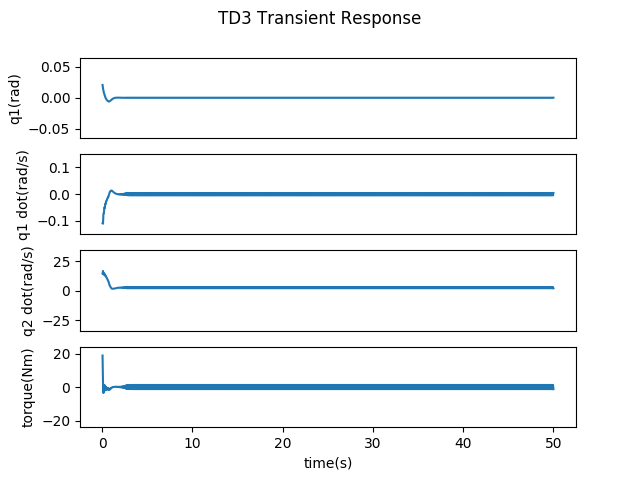 TD3 Transient Response
q1(rad)
0.05
0.00
−0.05
q1 dot(rad/s)
0.1
0.0
−0.1
q2 dot(rad/s)
25
0
−25
torque(Nm)
20
0
−20
0 10 20 30 40 50
time(s)